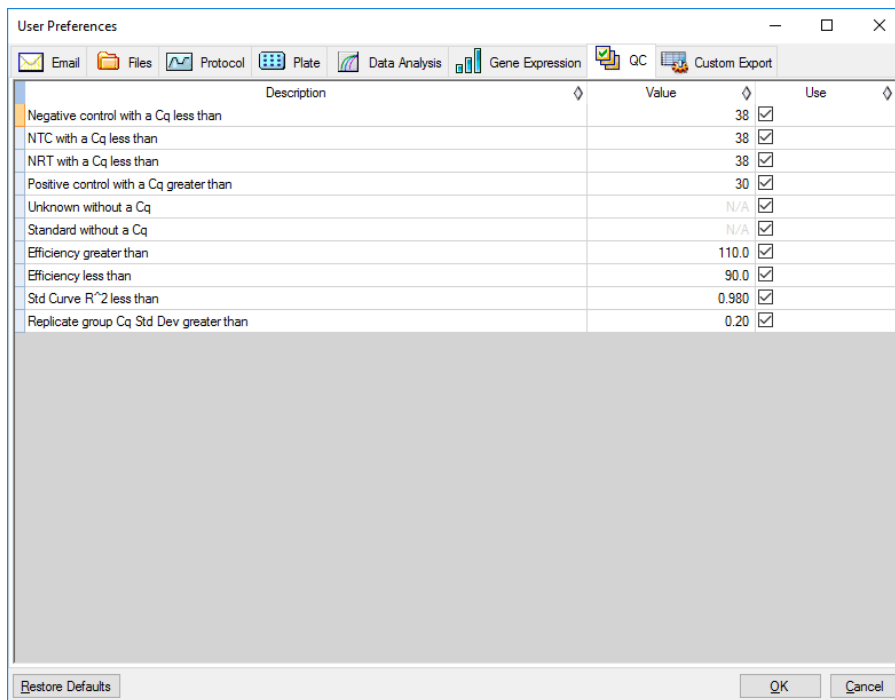 User Preferences
Email Files Protocol Plate Data Analysis Gene Expression QC Custom Export
Description Value Use
Negative control with a Cq less than 38
NTC with a Cq less than 38
NRT with a Cq less than 38
Positive control with a Cq greater than 30
Unknown without a Cq N/A
Standard without a Cq N/A
Efficiency greater than 110.0
Efficiency less than 90.0
Std Curve R^2 less than 0.980
Replicate group Cq Std Dev greater than 0.20
Restore Defaults OK Cancel